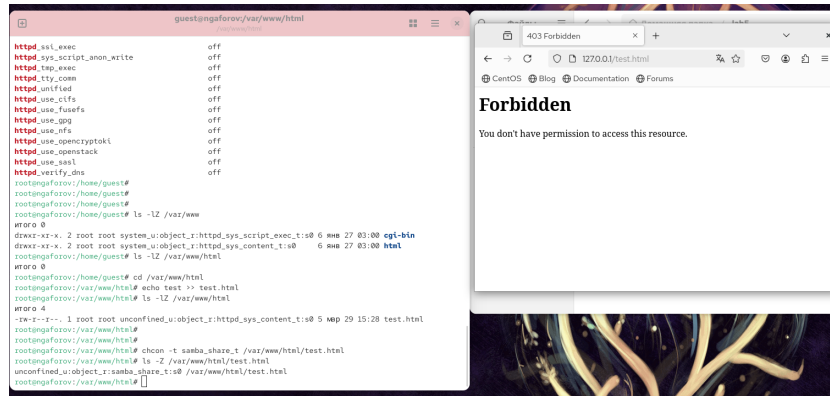 guest@ngaforov:/var/www/html
/var/www/html
httpd_ssi_exec off
httpd_sys_script_anon_write off
httpd_tmp_exec off
httpd_tty_comm off
httpd_unified off
httpd_use_cifs off
httpd_use_fusefs off
httpd_use_gpg off
httpd_use_nfs off
httpd_use_opencryptoki off
httpd_use_openstack off
httpd_use_sasl off
httpd_verify_dns off
root@ngaforov:/home/guest#
root@ngaforov:/home/guest#
root@ngaforov:/home/guest#
root@ngaforov:/home/guest# ls -lZ /var/www
итого 0
drwxr-xr-x. 2 root root system_u:object_r:httpd_sys_script_exec_t:s0 6 янв 27 03:00 cgi-bin
drwxr-xr-x. 2 root root system_u:object_r:httpd_sys_content_t:s0 6 янв 27 03:00 html
root@ngaforov:/home/guest# ls -lZ /var/www/html
итого 0
root@ngaforov:/home/guest# cd /var/www/html
root@ngaforov:/var/www/html# echo test >> test.html
root@ngaforov:/var/www/html# ls -lZ /var/www/html
итого 4
-rw-r--r--. 1 root root unconfined_u:object_r:httpd_sys_content_t:s0 5 мар 29 15:28 test.html
root@ngaforov:/var/www/html#
root@ngaforov:/var/www/html#
root@ngaforov:/var/www/html# chcon -t samba_share_t /var/www/html/test.html
root@ngaforov:/var/www/html# ls -Z /var/www/html/test.html
unconfined_u:object_r:samba_share_t:s0 /var/www/html/test.html
root@ngaforov:/var/www/html#
403 Forbidden
127.0.0.1/test.html
CentOS Blog Documentation Forums
Forbidden
You don't have permission to access this resource.